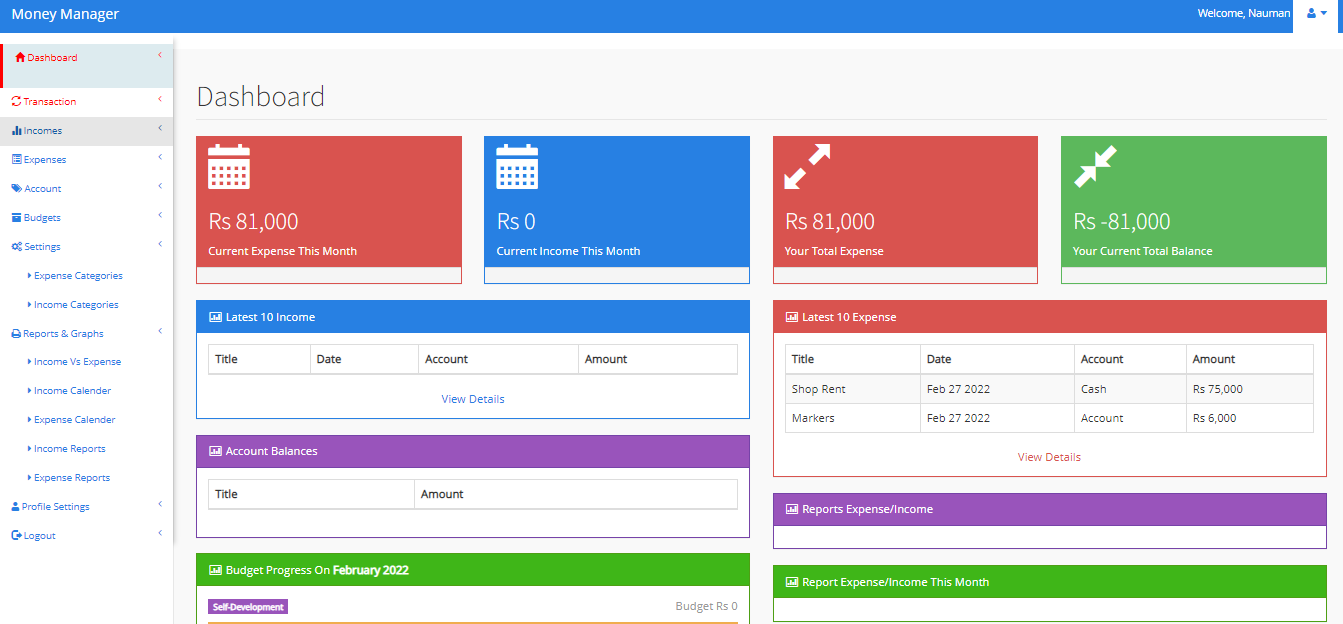 Money Manager
Welcome, Nauman
Dashboard
Transaction
Incomes
Expenses
Account
Budgets
Settings
Expense Categories
Income Categories
Reports & Graphs
Income Vs Expense
Income Calender
Expense Calender
Income Reports
Expense Reports
Profile Settings
Logout
Dashboard
Rs 81,000
Current Expense This Month
Rs 0
Current Income This Month
Rs 81,000
Your Total Expense
Rs -81,000
Your Current Total Balance
Latest 10 Income
Title Date Account Amount
View Details
Account Balances
Title Amount
Budget Progress On February 2022
Self-Development Budget Rs 0
Latest 10 Expense
Title Date Account Amount
Shop Rent Feb 27 2022 Cash Rs 75,000
Markers Feb 27 2022 Account Rs 6,000
View Details
Reports Expense/Income
Report Expense/Income This Month